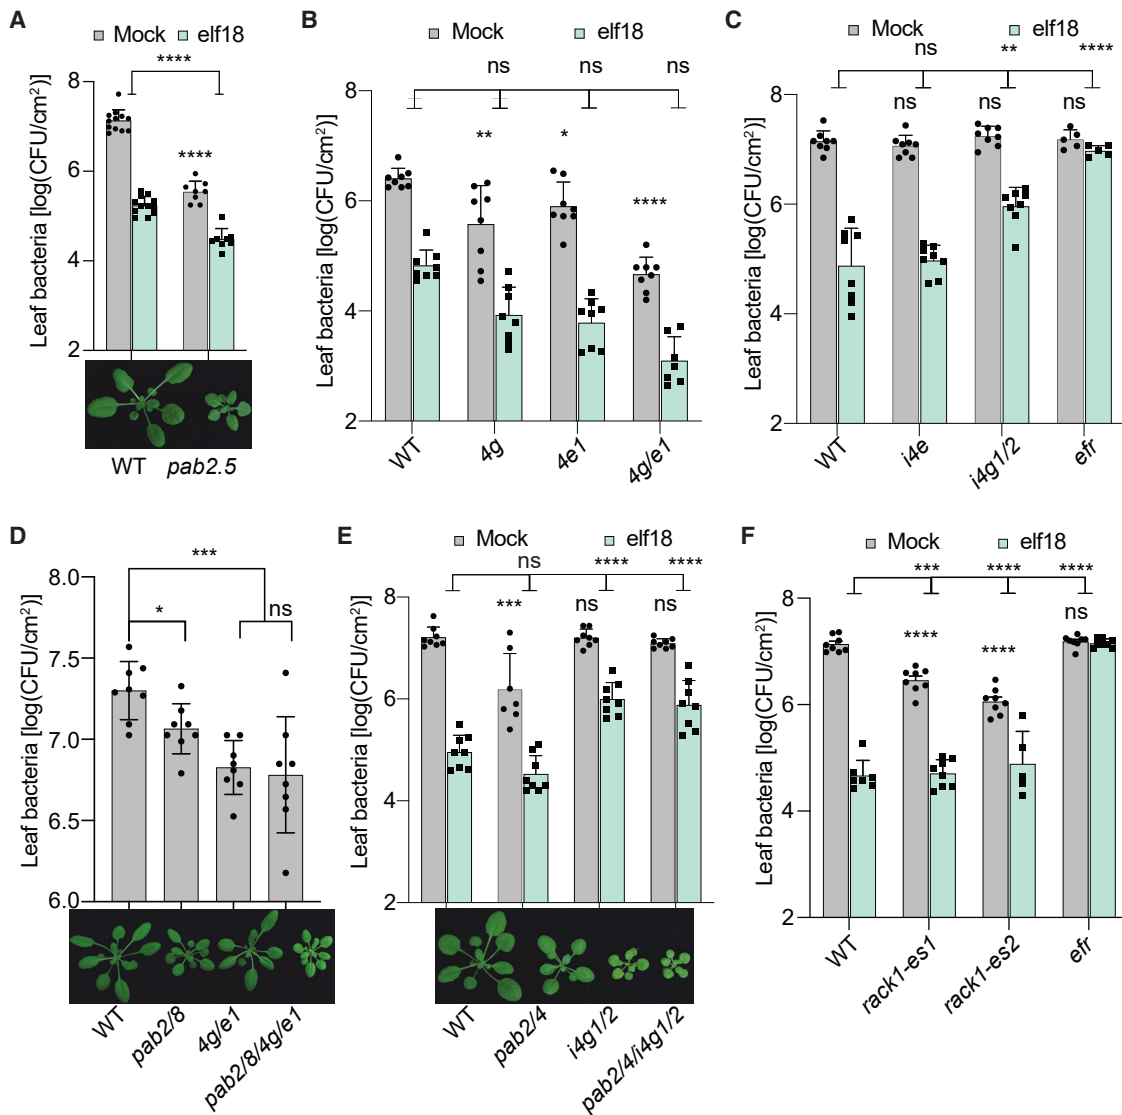 A
Mock elf18
****
Leaf bacteria [log(CFU/cm²)]
8
6
4
2
****
WT pab2.5
B
Mock elf18
ns ns ns
Leaf bacteria [log(CFU/cm²)]
8
6
4
2
** * ****
WT 4g 4e1 4g/e1
C
Mock elf18
ns ** ****
Leaf bacteria [log(CFU/cm²)]
8
6
4
2
ns ns ns
WT i4e i4g1/2 efr
D
***
* ns
Leaf bacteria [log(CFU/cm²)]
8.0
7.5
7.0
6.5
6.0
WT pab2/8 4g/e1 pab2/8/4g/e1
E
Mock elf18
ns **** ****
Leaf bacteria [log(CFU/cm²)]
8
6
4
2
*** ns ns
WT pab2/4 i4g1/2 pab2/4/i4g1/2
F
Mock elf18
*** **** ****
Leaf bacteria [log(CFU/cm²)]
8
6
4
2
**** **** ns
WT rack1-es1 rack1-es2 efr